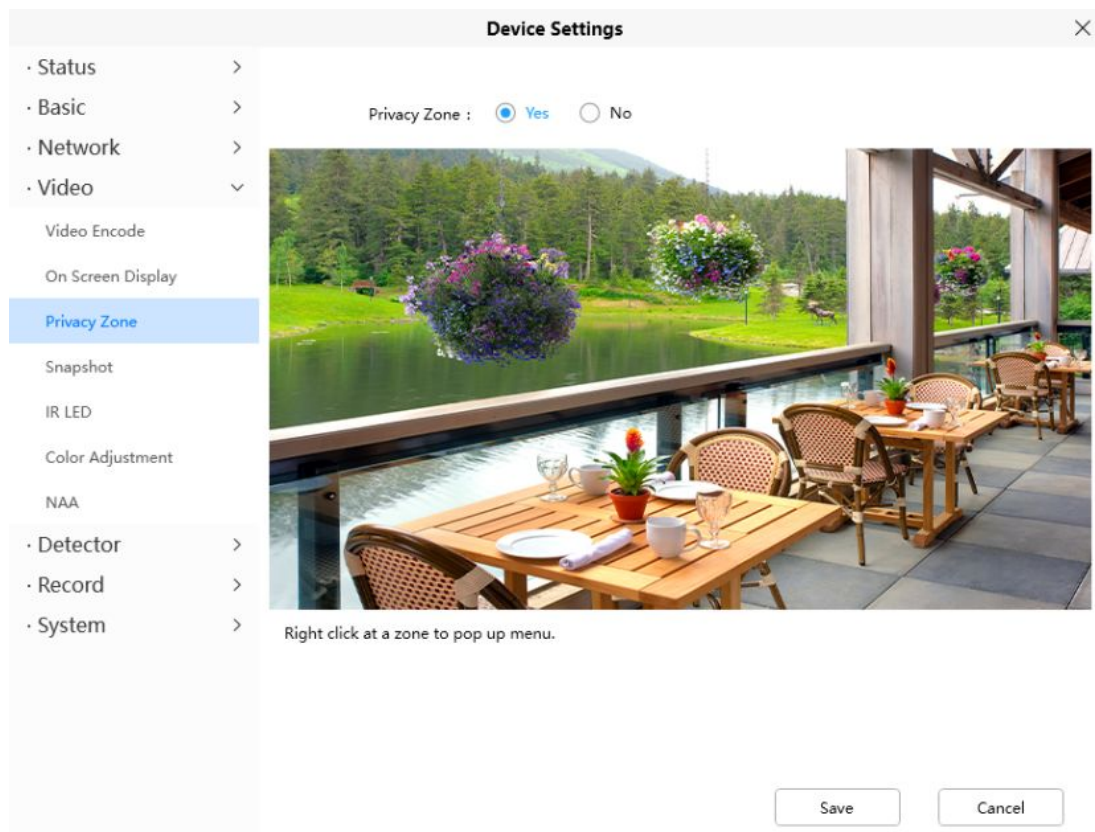 Device Settings
· Status
· Basic
· Network
· Video
Video Encode
On Screen Display
Privacy Zone
Snapshot
IR LED
Color Adjustment
NAA
· Detector
· Record
· System
Privacy Zone : Yes No
Right click at a zone to pop up menu.
Save Cancel